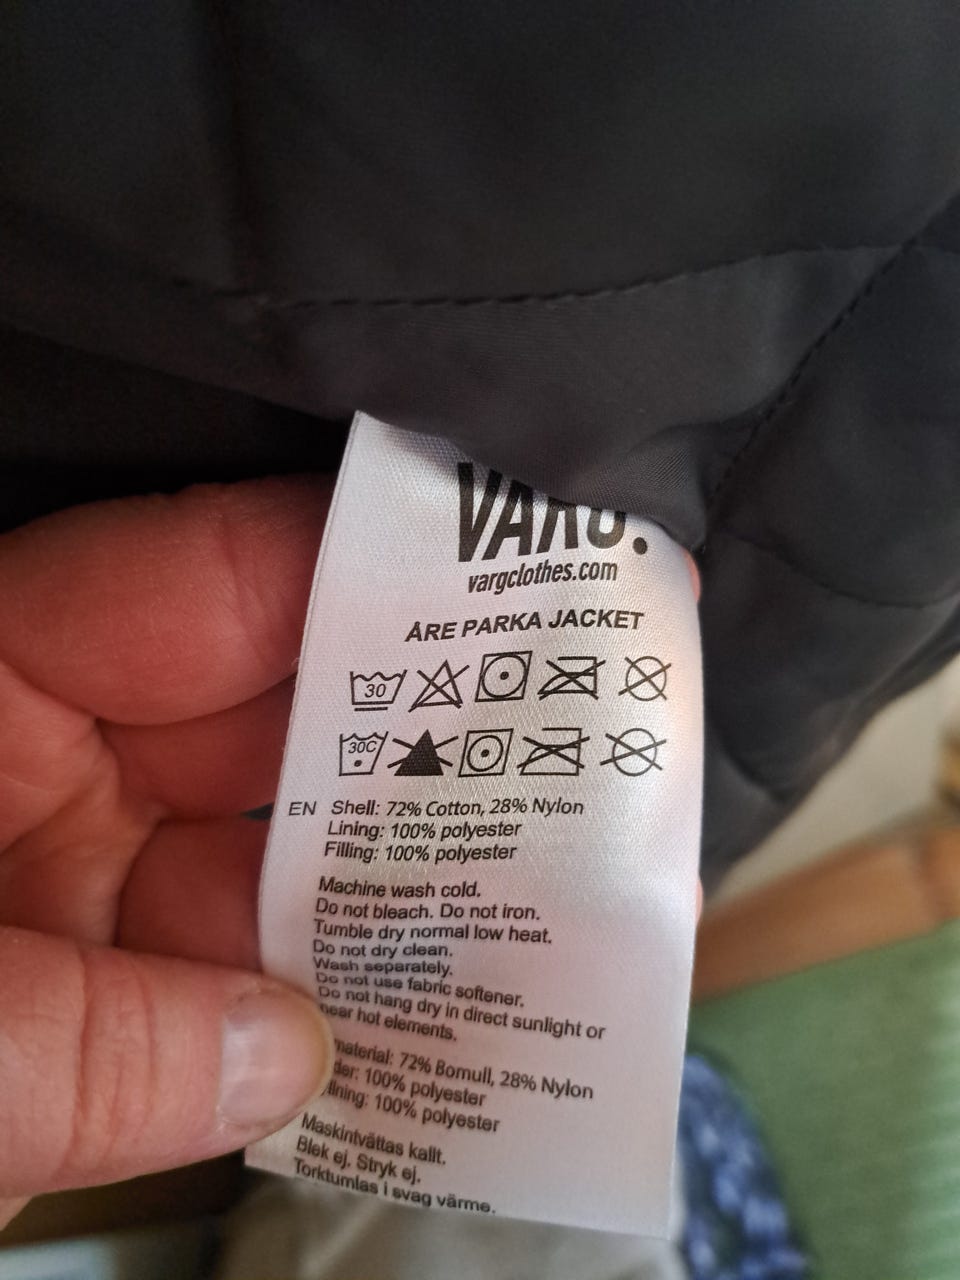 VARG.
vargclothes.com
ÅRE PARKA JACKET
30
30C
EN Shell: 72% Cotton, 28% Nylon
Lining: 100% polyester
Filling: 100% polyester
Machine wash cold.
Do not bleach. Do not iron.
Tumble dry normal low heat.
Do not dry clean.
Wash separately.
Do not use fabric softener.
Do not hang dry in direct sunlight or
near hot elements.
72% Bomull, 28% Nylon
100% polyester
100% polyester
Maskintvättas kallt.
Blek ej. Stryk ej.
Torktumlas i svag värme.